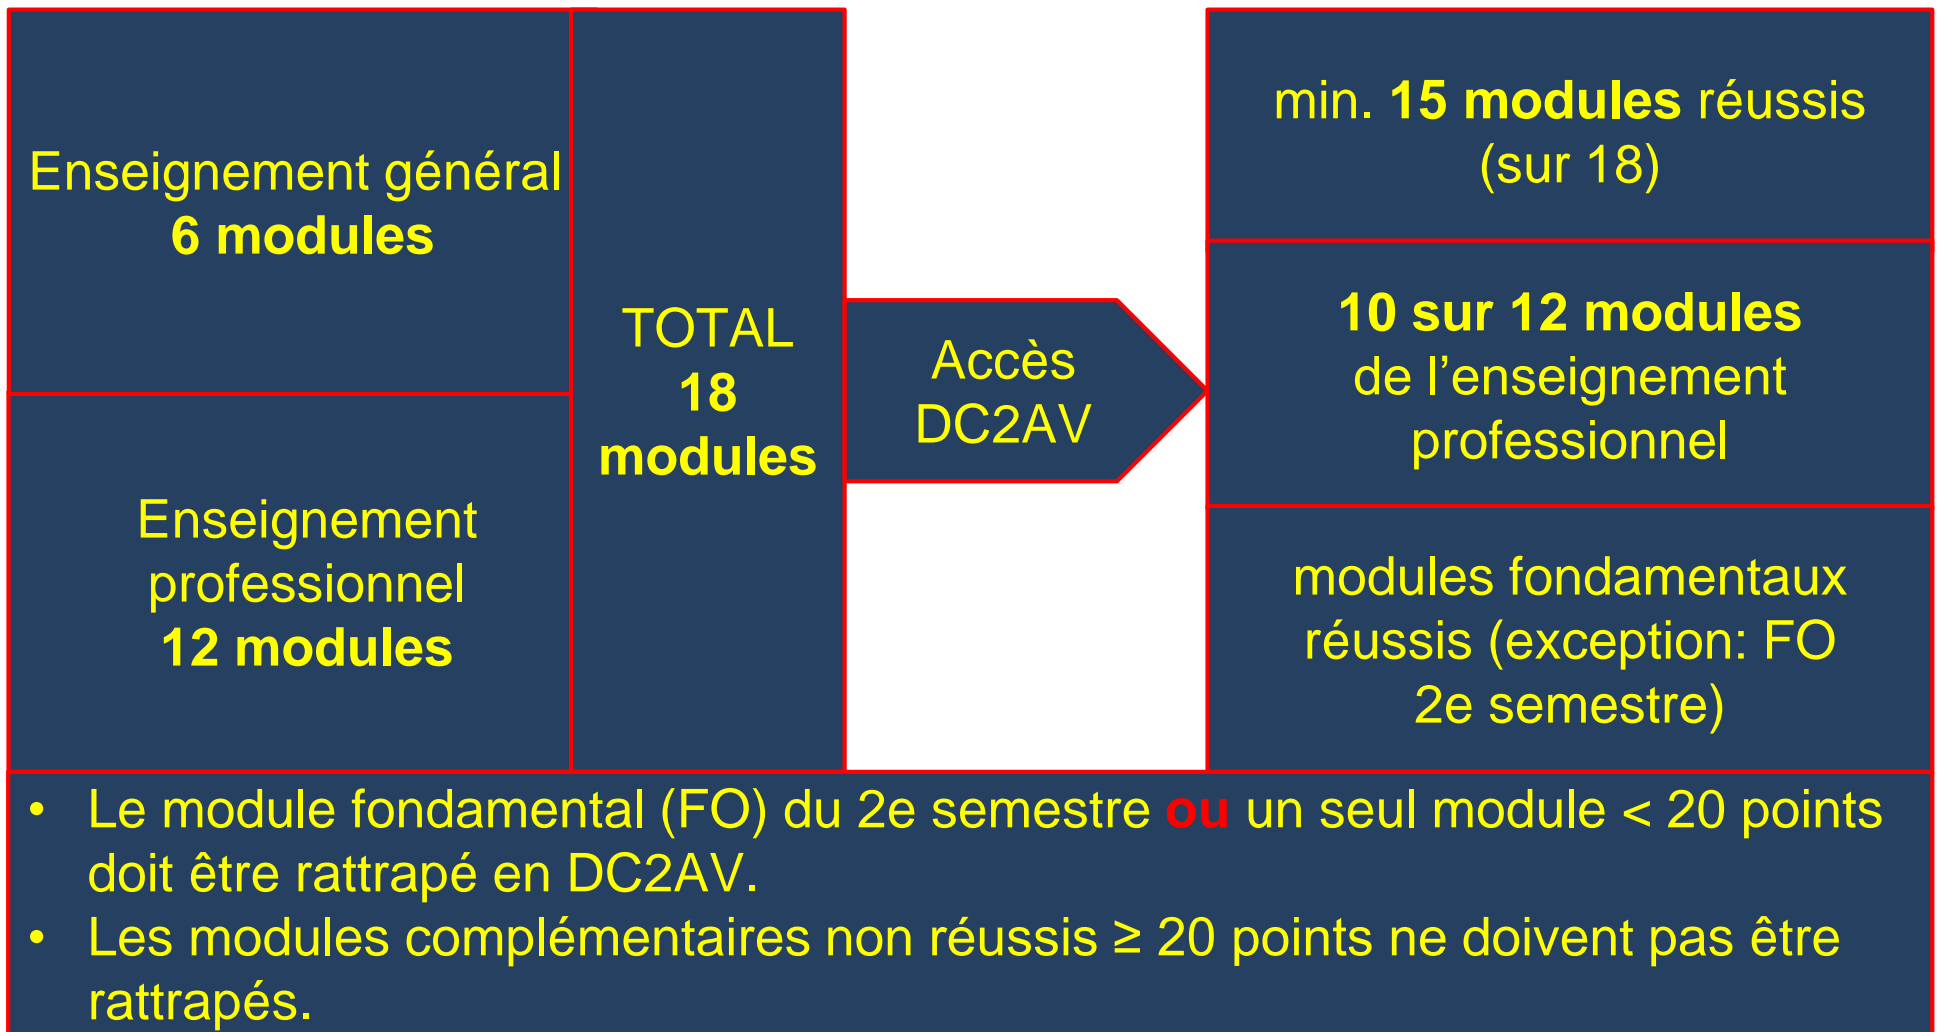 Enseignement général
6 modules
Enseignement
professionnel
12 modules
TOTAL
18
modules
Accès
DC2AV
min. 15 modules réussis
(sur 18)
10 sur 12 modules
de l’enseignement
professionnel
modules fondamentaux
réussis (exception: FO
2e semestre)
• Le module fondamental (FO) du 2e semestre ou un seul module < 20 points
doit être rattrapé en DC2AV.
• Les modules complémentaires non réussis ≥ 20 points ne doivent pas être
rattrapés.